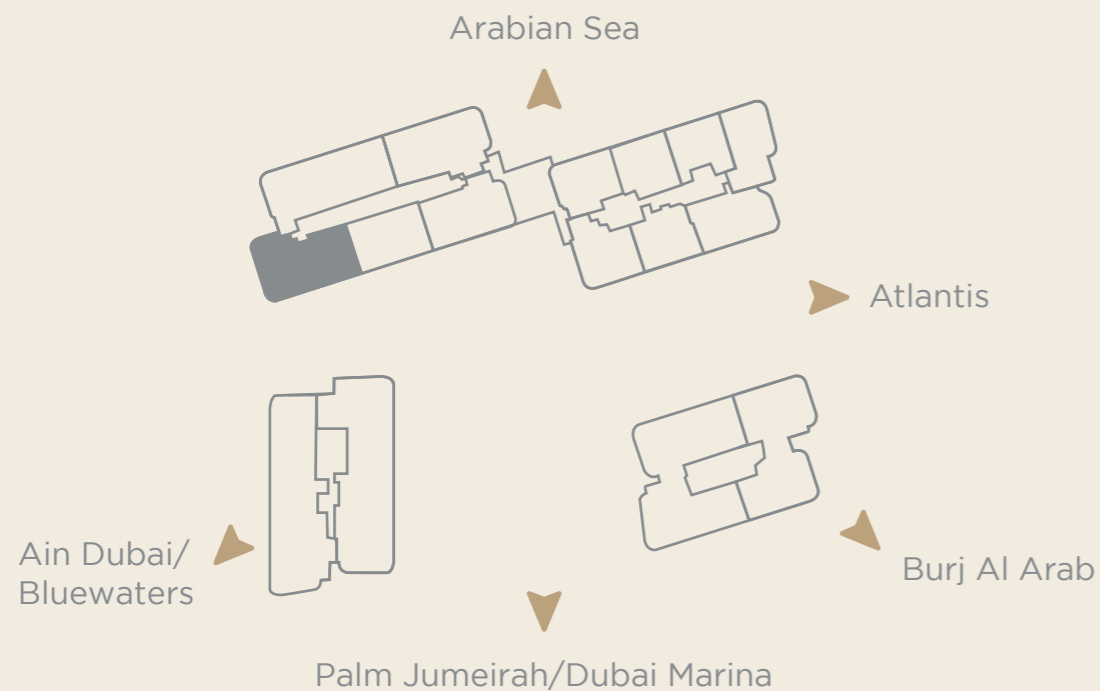 Arabian Sea
Atlantis
Ain Dubai/
Bluewaters
Burj Al Arab
Palm Jumeirah/Dubai Marina